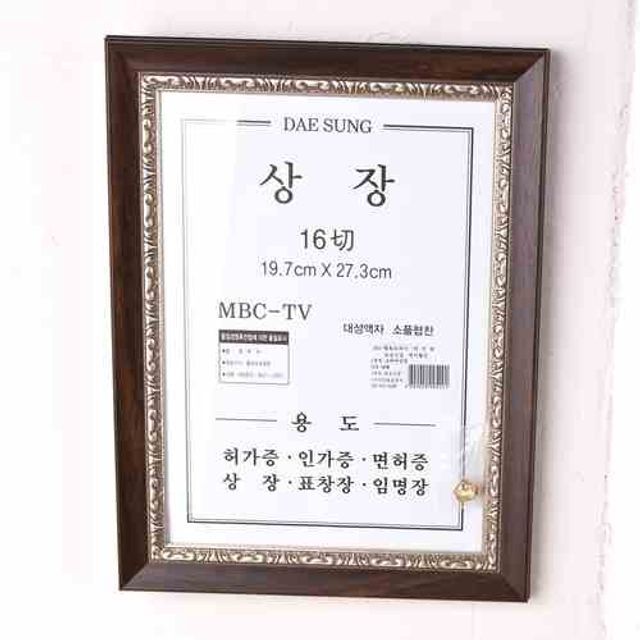 DAE SUNG
상 장
16切
19.7cm X 27.3cm
MBC-TV
대성액자 소품협찬
용 도
허가증·인가증·면허증
상 장·표창장·임명장